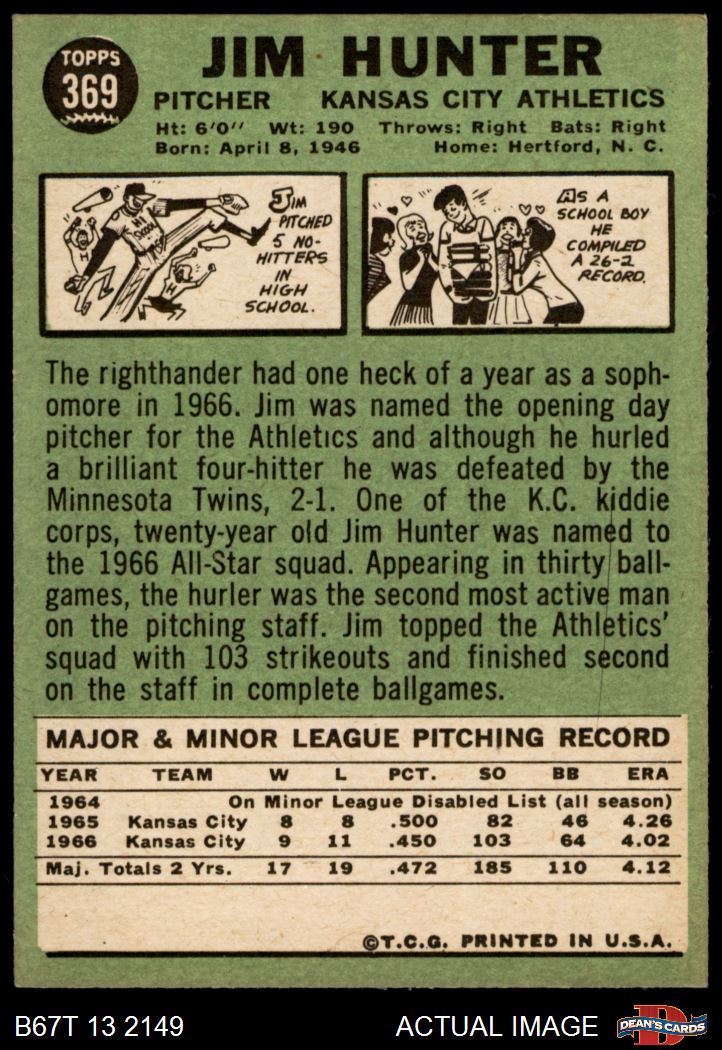 TOPPS
369
JIM HUNTER
PITCHER KANSAS CITY ATHLETICS
Ht: 6'0'' Wt: 190 Throws: Right Bats: Right
Born: April 8, 1946 Home: Hertford, N. C.
JIM
PITCHED
5 NO-
HITTERS
IN
HIGH
SCHOOL.
AS A
SCHOOL BOY
HE
COMPILED
A 26-2
RECORD.
The righthander had one heck of a year as a soph-
omore in 1966. Jim was named the opening day
pitcher for the Athletics and although he hurled
a brilliant four-hitter he was defeated by the
Minnesota Twins, 2-1. One of the K.C. kiddie
corps, twenty-year old Jim Hunter was named to
the 1966 All-Star squad. Appearing in thirty ball-
games, the hurler was the second most active man
on the pitching staff. Jim topped the Athletics'
squad with 103 strikeouts and finished second
on the staff in complete ballgames.
MAJOR & MINOR LEAGUE PITCHING RECORD
YEAR TEAM W L PCT. SO BB ERA
1964 On Minor League Disabled List (all season)
1965 Kansas City 8 8 .500 82 46 4.26
1966 Kansas City 9 11 .450 103 64 4.02
Maj. Totals 2 Yrs. 17 19 .472 185 110 4.12
©T.C.G. PRINTED IN U.S.A.
B67T 13 2149 ACTUAL IMAGE
D
DEAN'S CARDS